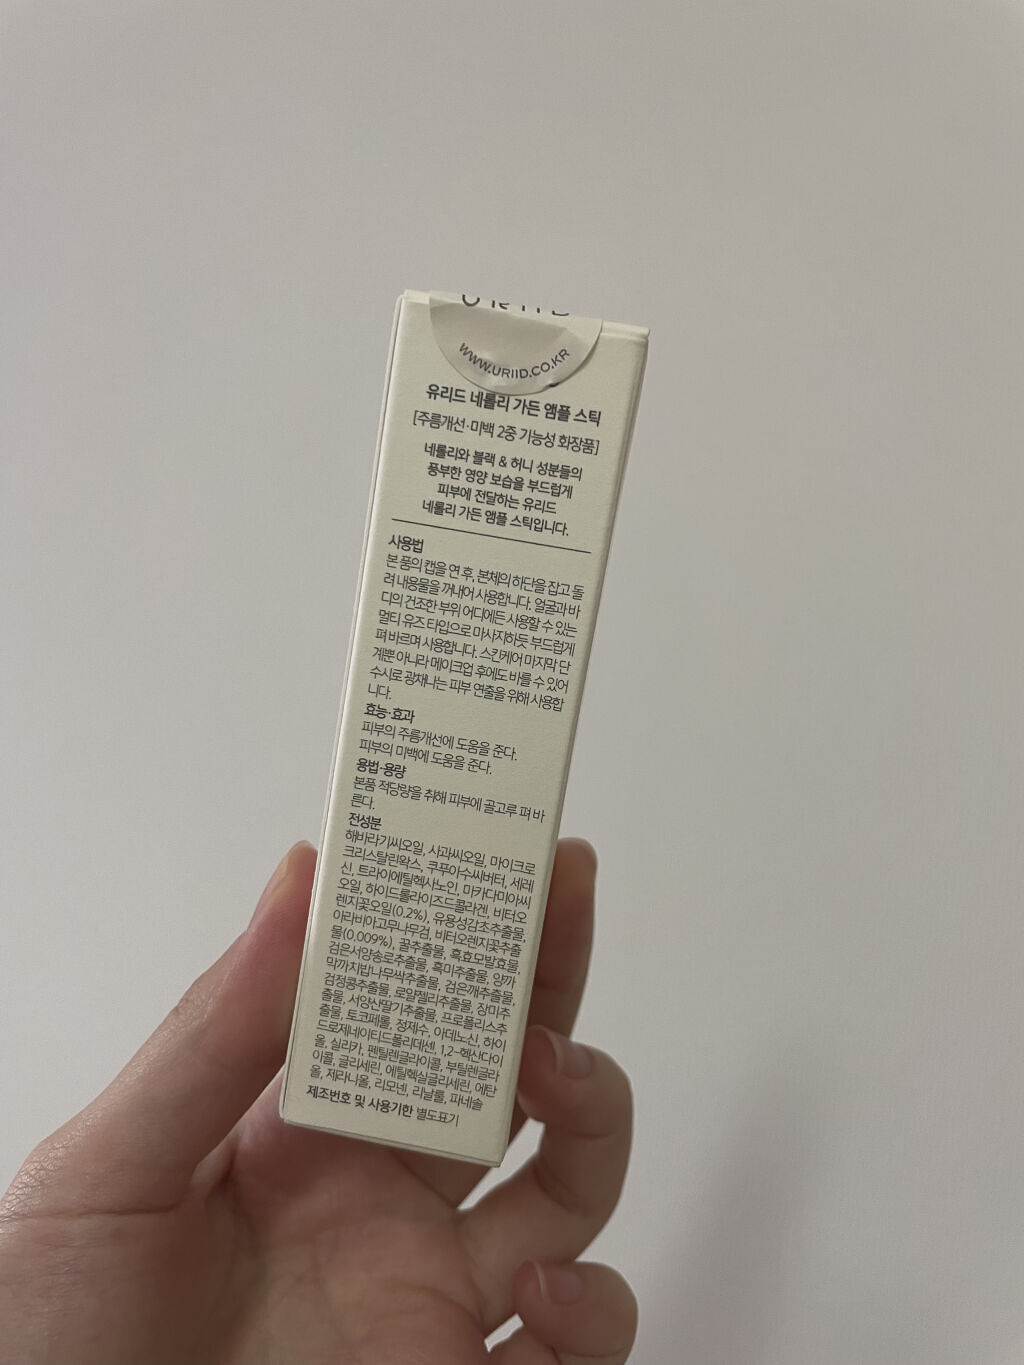 WWW.URIID.CO.KR
유리드 네롤리 가든 앰플 스틱
[주름개선·미백 2중 기능성 화장품]
네롤리와 블랙 & 허니 성분들의
풍부한 영양 보습을 부드럽게
피부에 전달하는 유리드
네롤리 가든 앰플 스틱입니다.
사용법
본 품의 캡을 연 후, 본체의 하단을 잡고 돌
려 내용물을 꺼내어 사용합니다. 얼굴과 바
디의 건조한 부위 어디에든 사용할 수 있는
멀티 유즈 타입으로 마사지하듯 부드럽게
펴 바르며 사용합니다. 스킨케어 마지막 단
계뿐 아니라 메이크업 후에도 바를 수 있어
수시로 광채나는 피부 연출을 위해 사용합
니다.
효능·효과
피부의 주름개선에 도움을 준다.
피부의 미백에 도움을 준다.
용법·용량
본품 적당량을 취해 피부에 골고루 펴 바
른다.
전성분
해바라기씨오일, 사과씨오일, 마이크로
크리스탈린왁스, 쿠푸아수씨버터, 세레
신, 트라이에틸헥사노인, 마카다미아씨
오일, 하이드롤라이즈드콜라겐, 비터오
렌지꽃오일(0.2%), 유용성감초추출물,
아라비아고무나무검, 비터오렌지꽃추출
물(0.009%), 꿀추출물, 흑효모발효물,
검은서양송로추출물, 흑미추출물, 양까
막까치밥나무싹추출물, 검은깨추출물,
검정콩추출물, 로얄젤리추출물, 장미추
출물, 서양산딸기추출물, 프로폴리스추
출물, 토코페롤, 정제수, 아데노신, 하이
드로제네이티드폴리데센, 1,2-헥산다이
올, 실리카, 펜틸렌글라이콜, 부틸렌글라
이콜, 글리세린, 에틸헥실글리세린, 에탄
올, 제라니올, 리모넨, 리날룰, 파네솔
제조번호 및 사용기한 별도표기